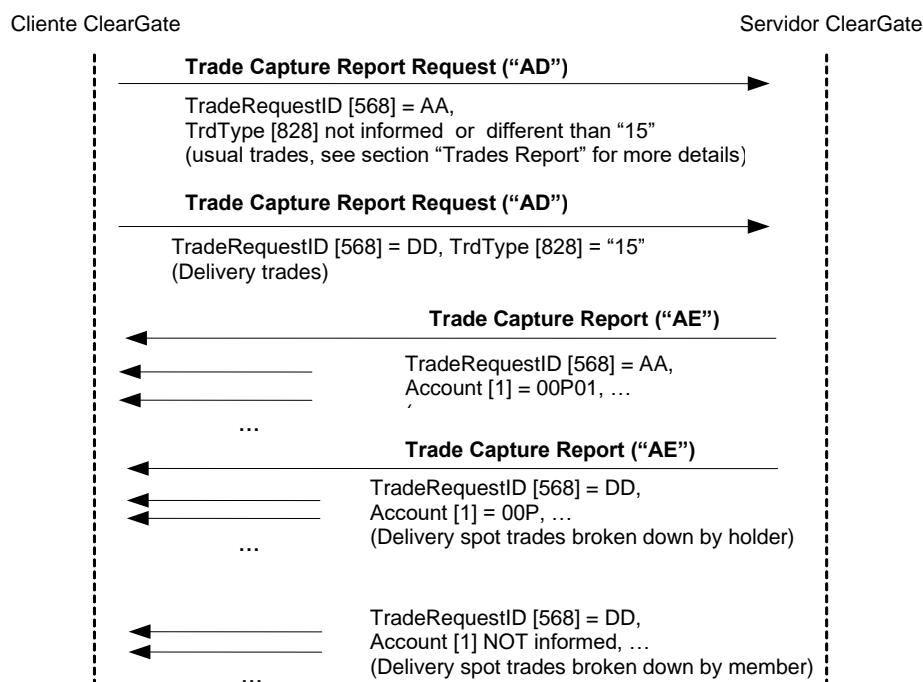 Cliente ClearGate
Servidor ClearGate
Trade Capture Report Request (“AD”)
TradeRequestID [568] = AA,
TrdType [828] not informed or different than “15”
(usual trades, see section “Trades Report” for more details)
Trade Capture Report Request (“AD”)
TradeRequestID [568] = DD, TrdType [828] = “15”
(Delivery trades)
Trade Capture Report (“AE”)
TradeRequestID [568] = AA,
Account [1] = 00P01, …
…
Trade Capture Report (“AE”)
TradeRequestID [568] = DD,
Account [1] = 00P, …
(Delivery spot trades broken down by holder)
…
TradeRequestID [568] = DD,
Account [1] NOT informed, …
(Delivery spot trades broken down by member)
…